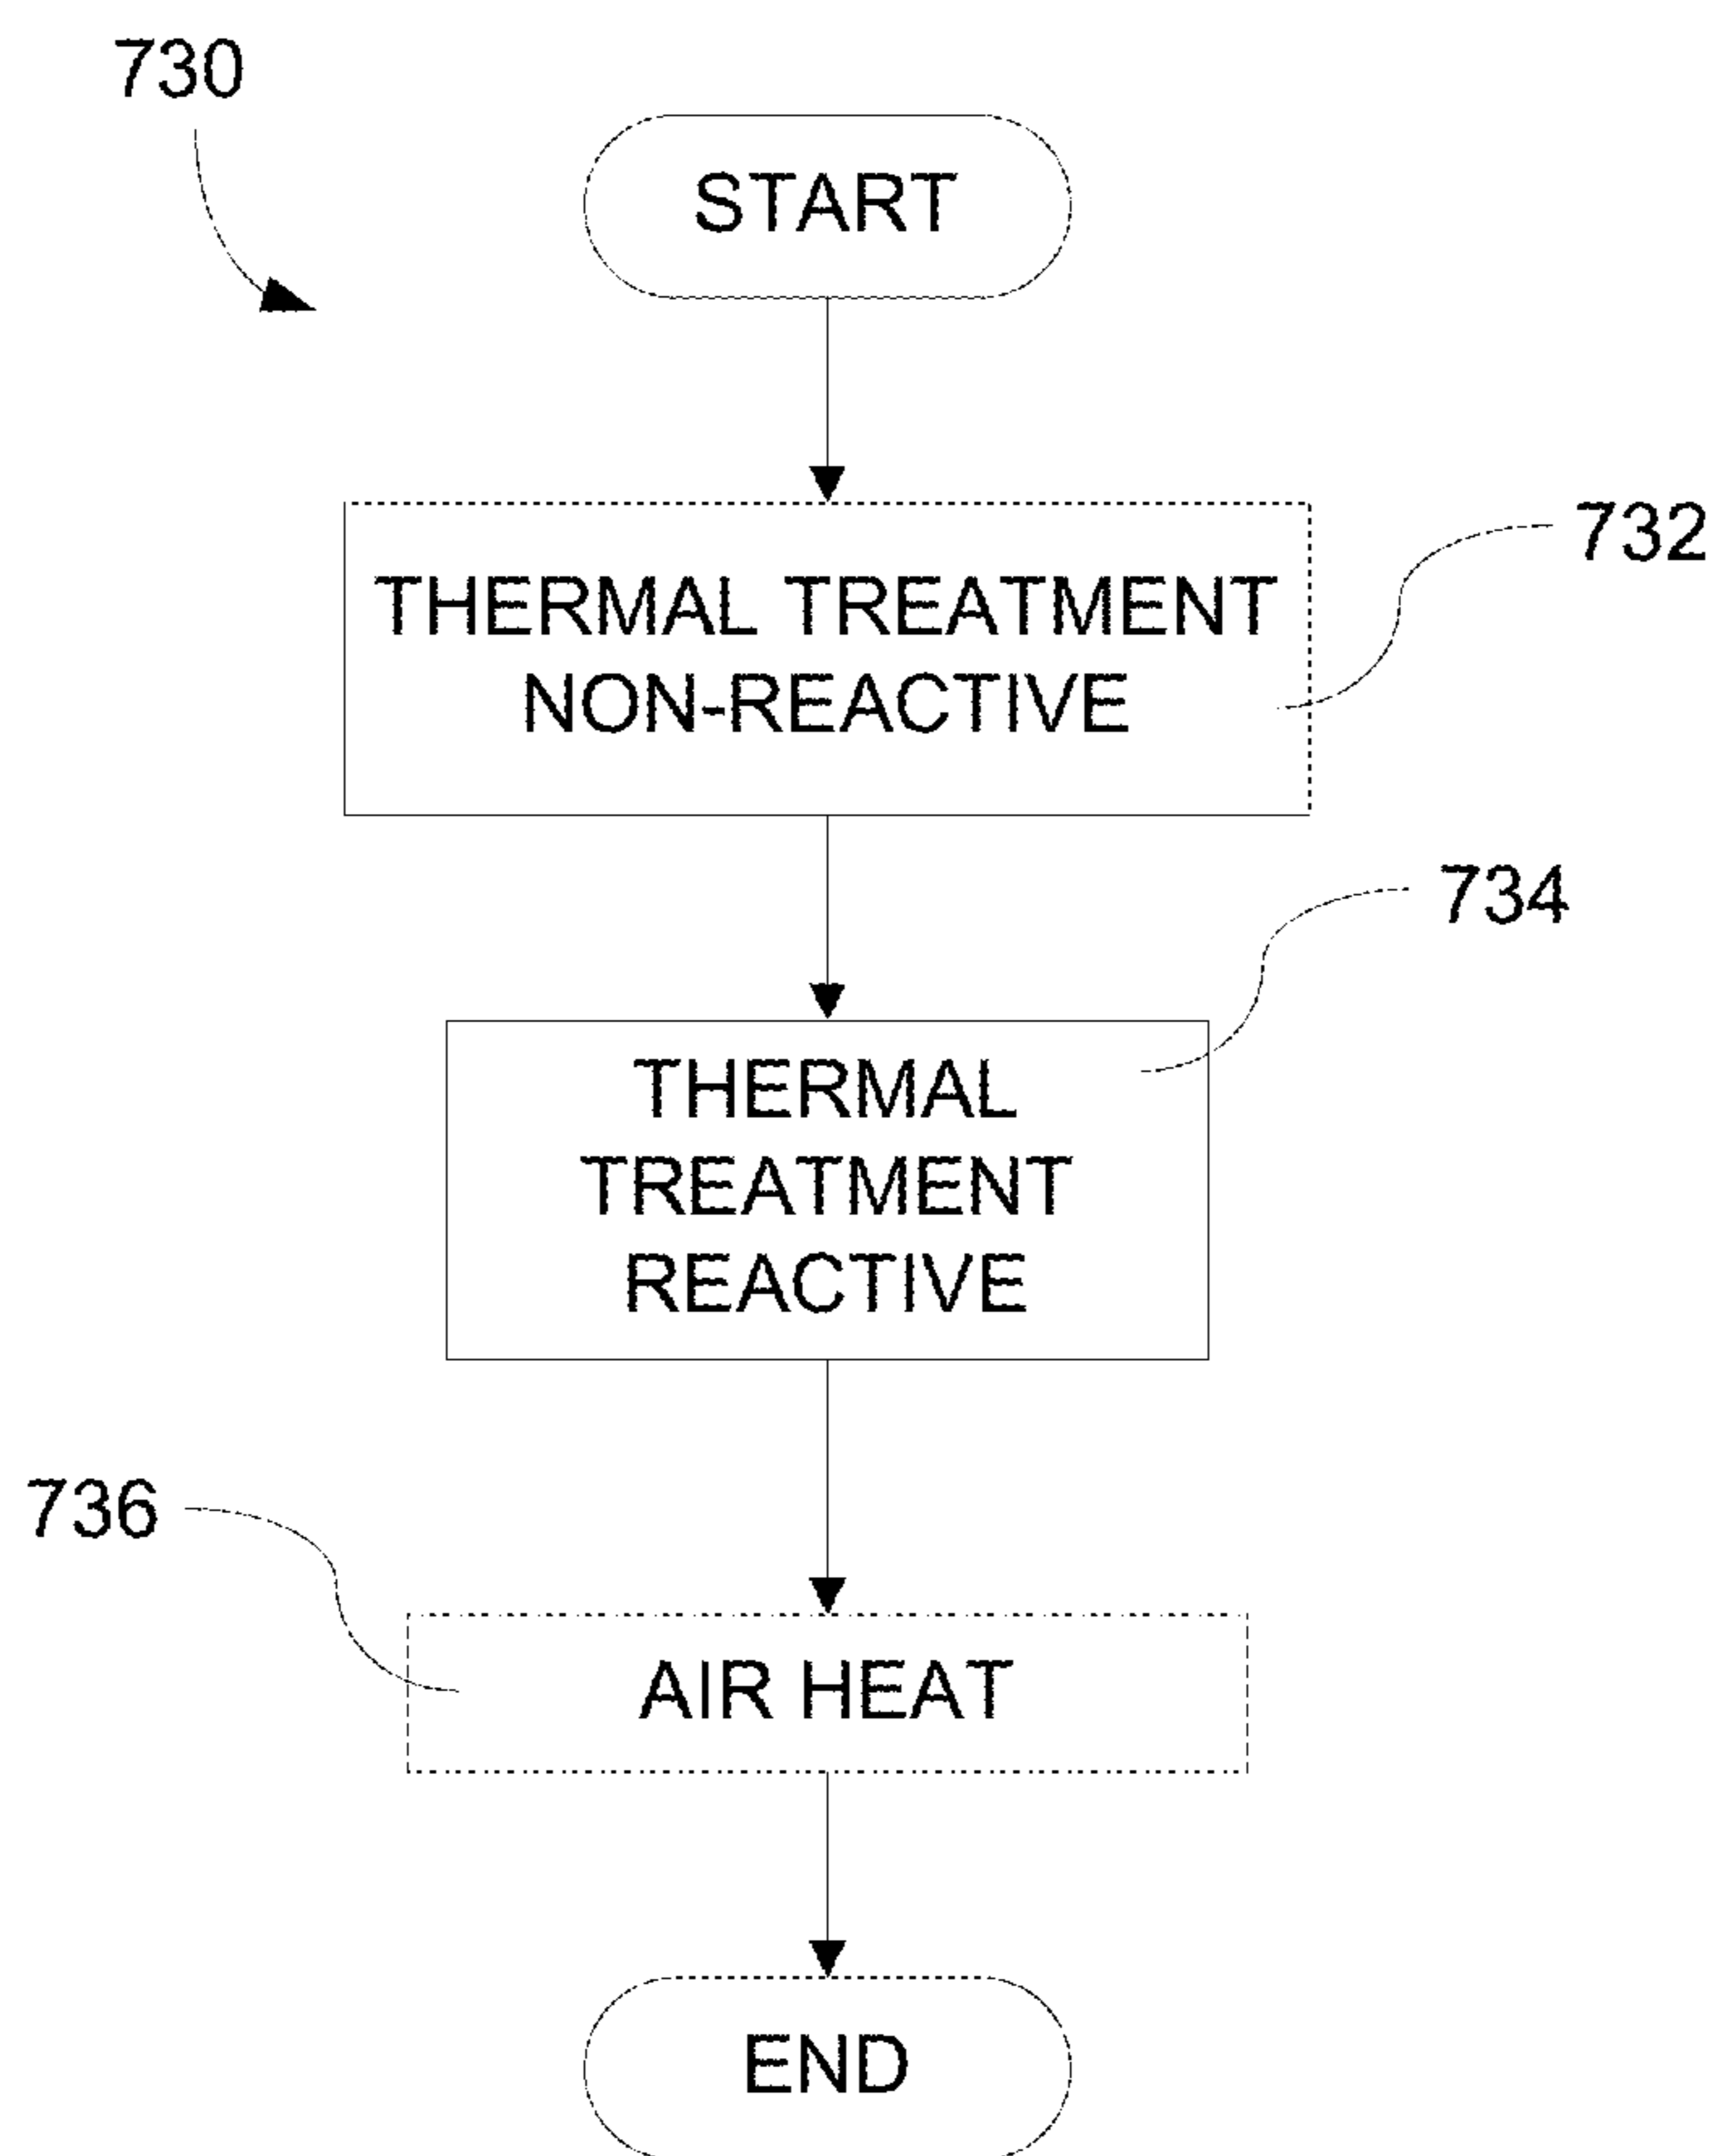 730
START
THERMAL TREATMENT
NON-REACTIVE
732
734
THERMAL
TREATMENT
REACTIVE
736
AIR HEAT
END